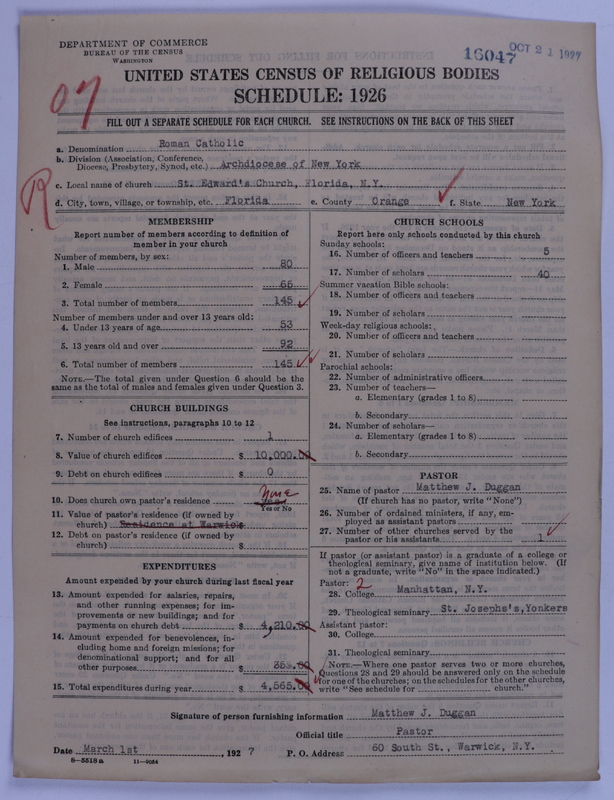 DEPARTMENT OF COMMERCE
BUREAU OF THE CENSUS
WASHINGTON
16047 OCT 21 1927
UNITED STATES CENSUS OF RELIGIOUS BODIES
SCHEDULE: 1926
07
FILL OUT A SEPARATE SCHEDULE FOR EACH CHURCH. SEE INSTRUCTIONS ON THE BACK OF THIS SHEET
a. Denomination Roman Catholic
b. Division (Association, Conference, Diocese, Presbytery, Synod, etc.) Archdiocese of New York
c. Local name of church St. Edward's Church, Florida, N.Y.
R
d. City, town, village, or township, etc. Florida e. County Orange f. State New York
MEMBERSHIP
Report number of members according to definition of
member in your church
Number of members, by sex:
1. Male 80
2. Female
3. Total number of members 145
Number of members under and over 13 years old:
4. Under 13 years of age 53
5. 13 years old and over 92
6. Total number of members 145
NOTE.—The total given under Question 6 should be the
same as the total of males and females given under Question 3.
CHURCH BUILDINGS
See instructions, paragraphs 10 to 12
7. Number of church edifices 1
8. Value of church edifices $ 10,000.00
9. Debt on church edifices $ 0
10. Does church own pastor's residence none
Yes or No
11. Value of pastor's residence (if owned by
church) Residence at Warwick
12. Debt on pastor's residence (if owned by
church) $
EXPENDITURES
Amount expended by your church during last fiscal year
13. Amount expended for salaries, repairs,
and other running expenses; for im-
provements or new buildings; and for
payments on church debt $ 4,210.00
14. Amount expended for benevolences, in-
cluding home and foreign missions; for
denominational support; and for all
other purposes $
15. Total expenditures during year $ 4,565.00
CHURCH SCHOOLS
Report here only schools conducted by this church
Sunday schools:
16. Number of officers and teachers 5
17. Number of scholars 40
Summer vacation Bible schools:
18. Number of officers and teachers
19. Number of scholars
Week-day religious schools:
20. Number of officers and teachers
21. Number of scholars
Parochial schools:
22. Number of administrative officers
23. Number of teachers—
a. Elementary (grades 1 to 8)
b. Secondary
24. Number of scholars—
a. Elementary (grades 1 to 8)
b. Secondary
PASTOR
25. Name of pastor Matthew J. Duggan
(If church has no pastor, write "None")
26. Number of ordained ministers, if any, em-
ployed as assistant pastors
27. Number of other churches served by the
pastor or his assistants 1
If pastor (or assistant pastor) is a graduate of a college or
theological seminary, give name of institution below. (If
not a graduate, write "No" in the space indicated.)
Pastor: 2
28. College Manhattan, N.Y.
29. Theological seminary St. Josephs's,Yonkers
Assistant pastor:
30. College
31. Theological seminary
NOTE.—Where one pastor serves two or more churches,
Questions 28 and 29 should be answered only on the schedule
for one of the churches; on the schedules for the other churches,
write "See schedule for church."
Signature of person furnishing information Matthew J. Duggan
Official title Pastor
Date March 1st, 1927 P. O. Address 60 South St., Warwick, N.Y.
8—5518a 11—9034